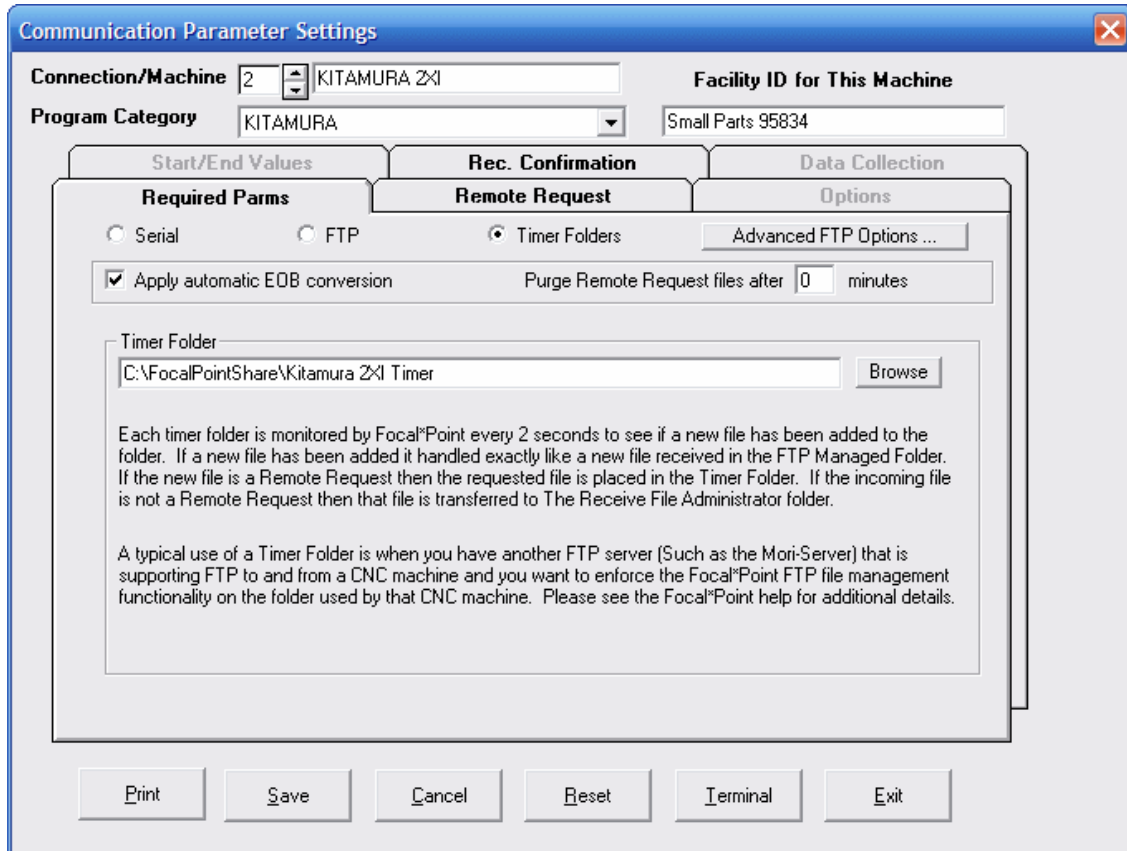 Communication Parameter Settings
Connection/Machine 2 KITAMURA 2XI Facility ID for This Machine
Program Category KITAMURA Small Parts 95834
Start/End Values Rec. Confirmation Data Collection
Required Parms Remote Request Options
Serial FTP Timer Folders Advanced FTP Options ...
Apply automatic EOB conversion Purge Remote Request files after 0 minutes
Timer Folder
C:\FocalPointShare\Kitamura 2XI Timer Browse
Each timer folder is monitored by Focal*Point every 2 seconds to see if a new file has been added to the
folder. If a new file has been added it handled exactly like a new file received in the FTP Managed Folder.
If the new file is a Remote Request then the requested file is placed in the Timer Folder. If the incoming file
is not a Remote Request then that file is transferred to The Receive File Administrator folder.
A typical use of a Timer Folder is when you have another FTP server (Such as the Mori-Server) that is
supporting FTP to and from a CNC machine and you want to enforce the Focal*Point FTP file management
functionality on the folder used by that CNC machine. Please see the Focal*Point help for additional details.
Print Save Cancel Reset Terminal Exit